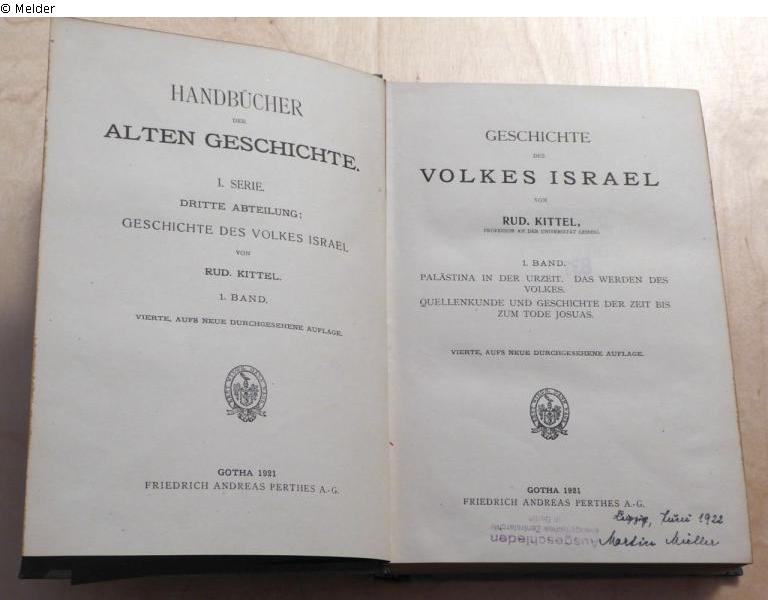 © Melder
HANDBÜCHER
DER
ALTEN GESCHICHTE.
I. SERIE.
DRITTE ABTEILUNG:
GESCHICHTE DES VOLKES ISRAEL
VON
RUD. KITTEL.
1. BAND.
VIERTE, AUFS NEUE DURCHGESEHENE AUFLAGE.
GOTHA 1921
FRIEDRICH ANDREAS PERTHES A.-G.
GESCHICHTE
DES
VOLKES ISRAEL
VON
RUD. KITTEL,
PROFESSOR AN DER UNIVERSITÄT LEIPZIG.
1. BAND.
PALÄSTINA IN DER URZEIT. DAS WERDEN DES
VOLKES.
QUELLENKUNDE UND GESCHICHTE DER ZEIT BIS
ZUM TODE JOSUAS.
VIERTE, AUFS NEUE DURCHGESEHENE AUFLAGE.
GOTHA 1921
FRIEDRICH ANDREAS PERTHES A.-G.
Leipzig, Juni 1922
Martin Müller
Ausgeschieden